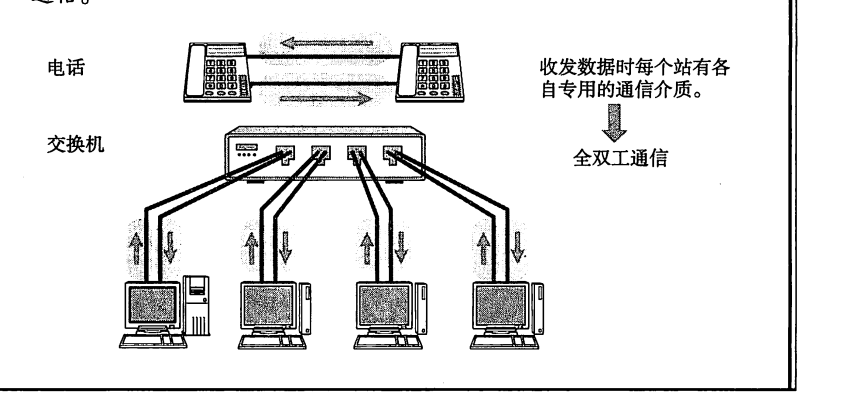 通信。
电话
收发数据时每个站有各
自专用的通信介质。
交换机
全双工通信